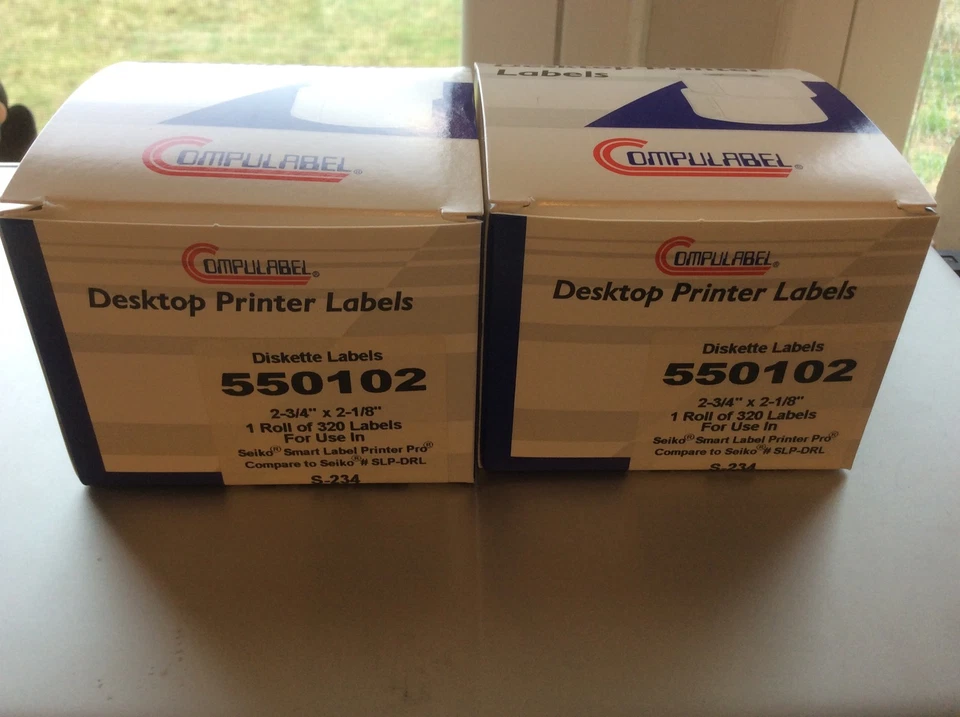 COMPULABEL®
COMPULABEL®
Desktop Printer Labels
Diskette Labels
550102
2-3/4" x 2-1/8"
1 Roll of 320 Labels
For Use In
Seiko® Smart Label Printer Pro®
Compare to Seiko®# SLP-DRL
S-234
Desktop Printer
Labels
COMPULABEL®
COMPULABEL®
Desktop Printer Labels
Diskette Labels
550102
2-3/4" x 2-1/8"
1 Roll of 320 Labels
For Use In
Seiko® Smart Label Printer Pro®
Compare to Seiko®# SLP-DRL
S-234